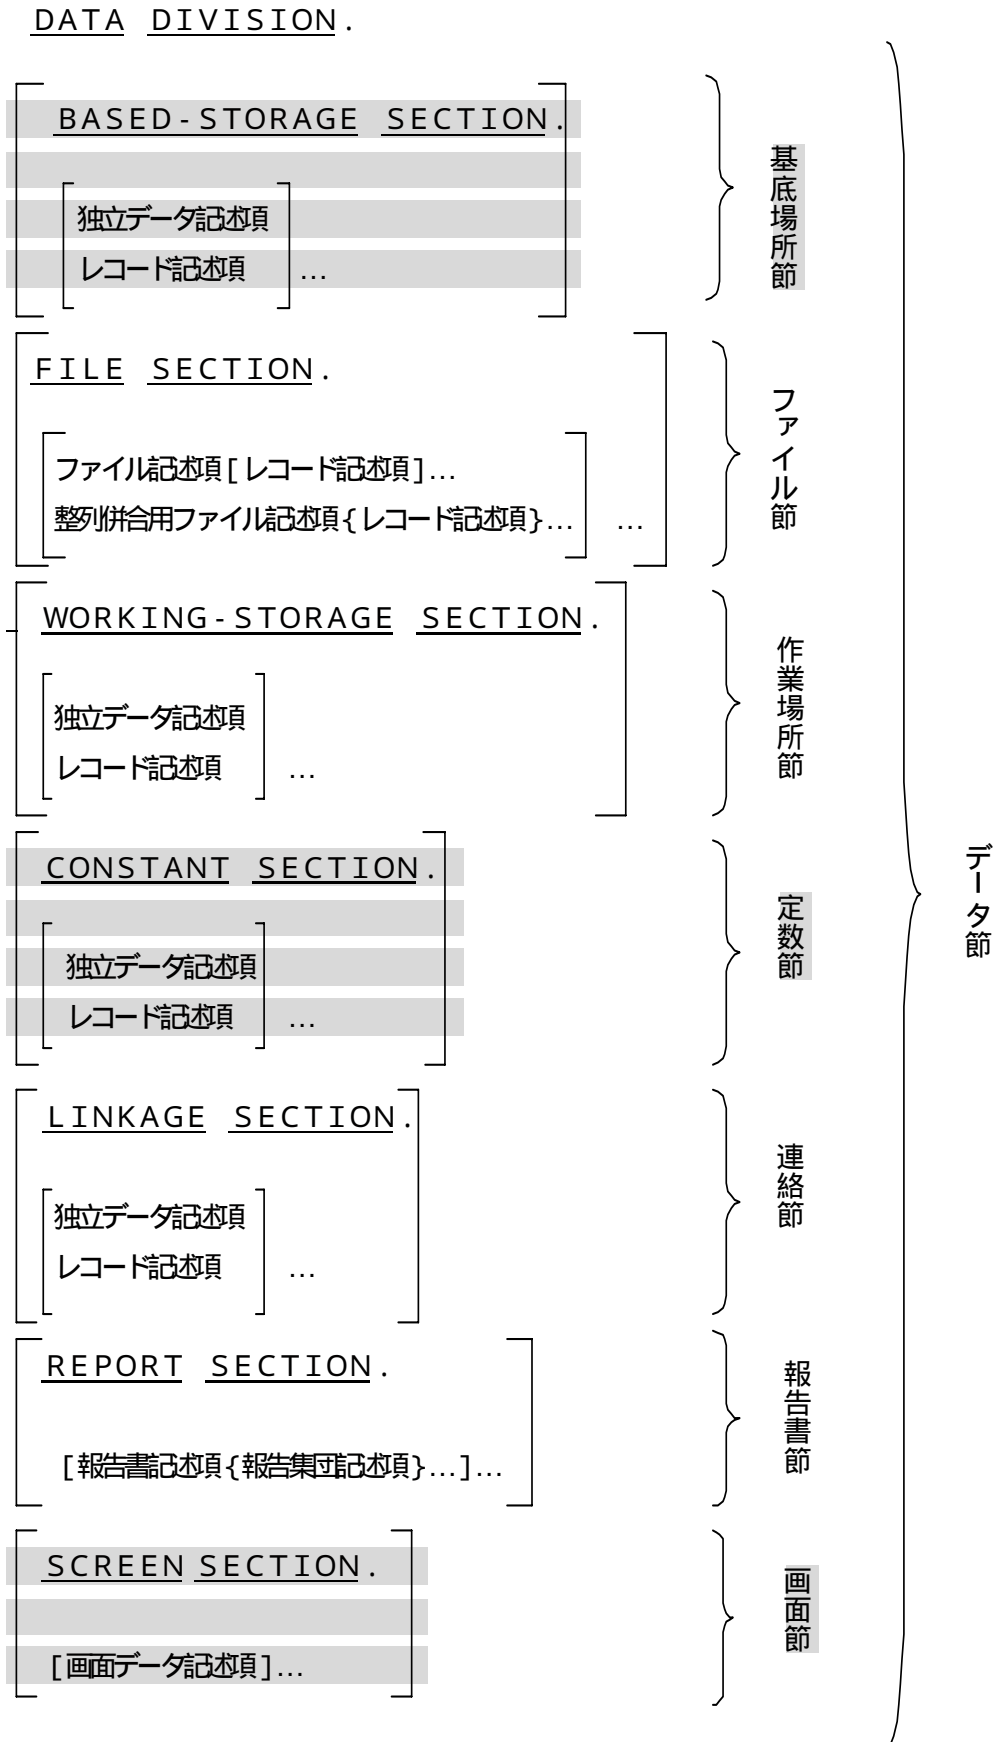 DATA DIVISION.
BASED-STORAGE SECTION.
独立データ記述項
レコード記述項 …
基底場所節
FILE SECTION.
ファイル記述項[レコード記述項]…
整列併合用ファイル記述項{レコード記述項}… …
ファイル節
WORKING-STORAGE SECTION.
独立データ記述項
レコード記述項 …
作業場所節
CONSTANT SECTION.
独立データ記述項
レコード記述項 …
定数節
LINKAGE SECTION.
独立データ記述項
レコード記述項 …
連絡節
REPORT SECTION.
[報告書記述項{報告集団記述項}…]…
報告書節
SCREEN SECTION.
[画面データ記述項]…
画面節
データ節